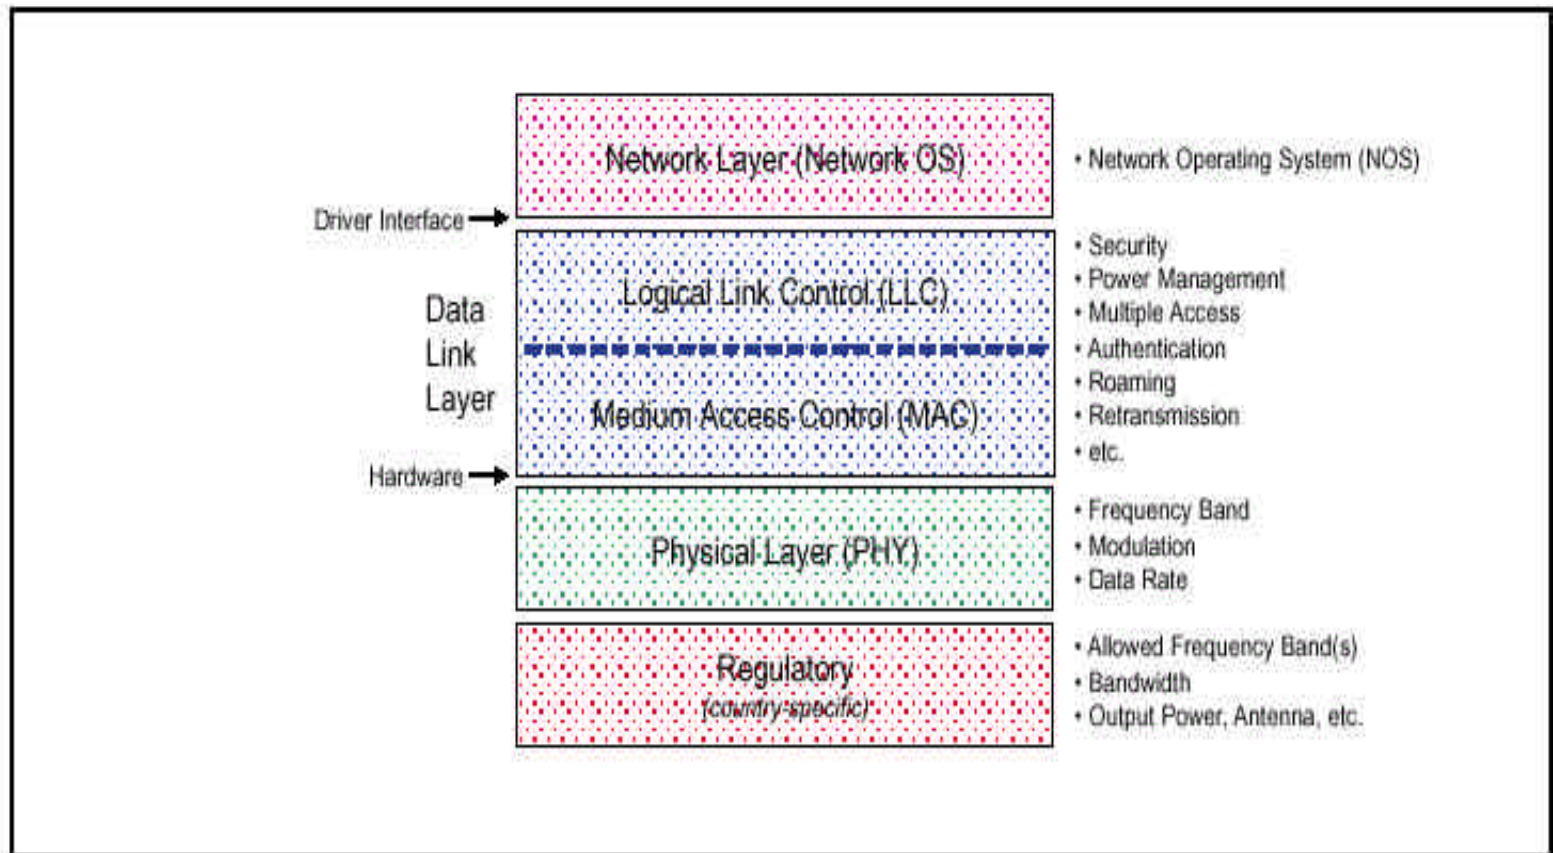 Network Layer (Network OS)
• Network Operating System (NOS)
Driver Interface
Data
Link
Layer
Logical Link Control (LLC)
Medium Access Control (MAC)
• Security
• Power Management
• Multiple Access
• Authentication
• Roaming
• Retransmission
• etc.
Hardware
Physical Layer (PHY)
• Frequency Band
• Modulation
• Data Rate
Regulatory
(country-specific)
• Allowed Frequency Band(s)
• Bandwidth
• Output Power, Antenna, etc.